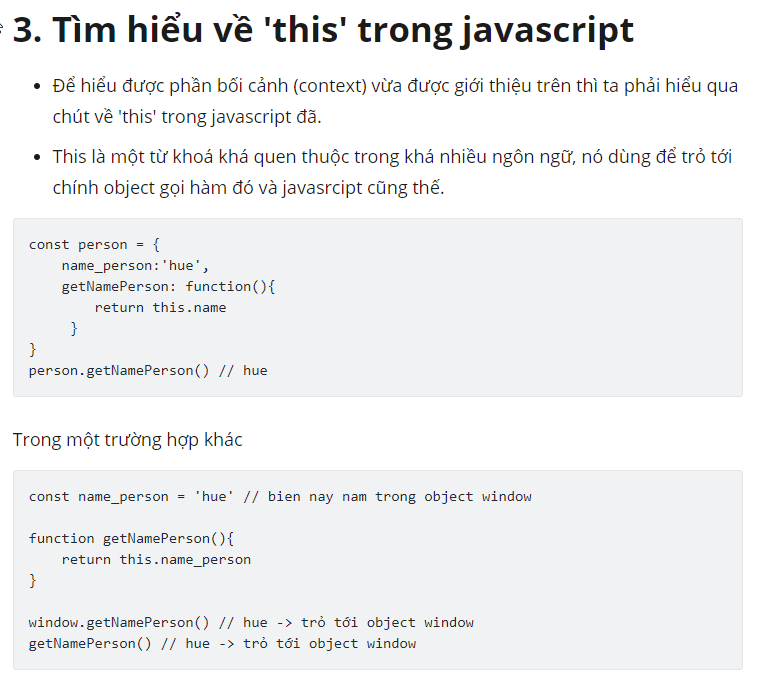 3. Tìm hiểu về 'this' trong javascript
Để hiểu được phần bối cảnh (context) vừa được giới thiệu trên thì ta phải hiểu qua
chút về 'this' trong javascript đã.
This là một từ khoá khá quen thuộc trong khá nhiều ngôn ngữ, nó dùng để trỏ tới
chính object gọi hàm đó và javasrcipt cũng thế.
const person = {
    name_person:'hue',
    getNamePerson: function(){
        return this.name
     }
}
person.getNamePerson() // hue
Trong một trường hợp khác
const name_person = 'hue' // bien nay nam trong object window
function getNamePerson(){
    return this.name_person
}
window.getNamePerson() // hue -> trỏ tới object window
getNamePerson() // hue -> trỏ tới object window